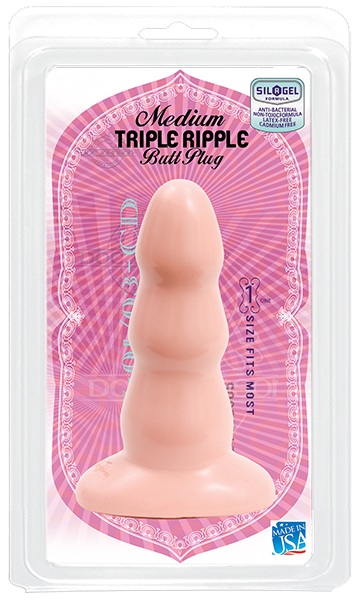 Medium
TRIPLE RIPPLE
Butt Plug
SILAGEL
FORMULA
ANTI-BACTERIAL
NON-TOXIC FORMULA
LATEX-FREE
CADMIUM FREE
1
SIZE FITS MOST
MADE IN
USA